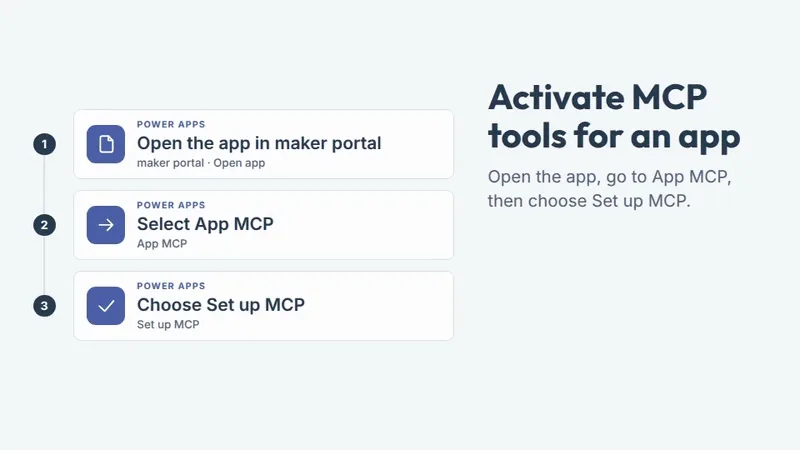 1
POWER APPS
Open the app in maker portal
maker portal · Open app
2
POWER APPS
Select App MCP
App MCP
3
POWER APPS
Choose Set up MCP
Set up MCP
Activate MCP
tools for an app
Open the app, go to App MCP,
then choose Set up MCP.